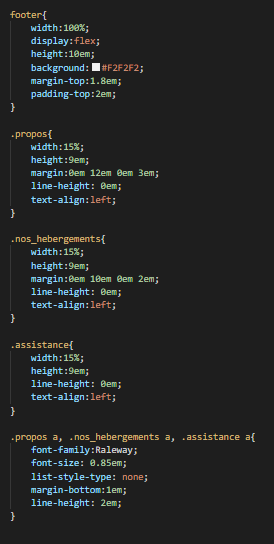 footer{
width:100%;
display:flex;
height:10em;
background:#F2F2F2;
margin-top:1.8em;
padding-top:2em;
}
.propos{
width:15%;
height:9em;
margin:0em 12em 0em 3em;
line-height: 0em;
text-align:left;
}
.nos_hebergements{
width:15%;
height:9em;
margin:0em 10em 0em 2em;
line-height: 0em;
text-align:left;
}
.assistance{
width:15%;
height:9em;
line-height: 0em;
text-align:left;
}
.propos a, .nos_hebergements a, .assistance a{
font-family:Raleway;
font-size: 0.85em;
list-style-type: none;
margin-bottom:1em;
line-height: 2em;
}